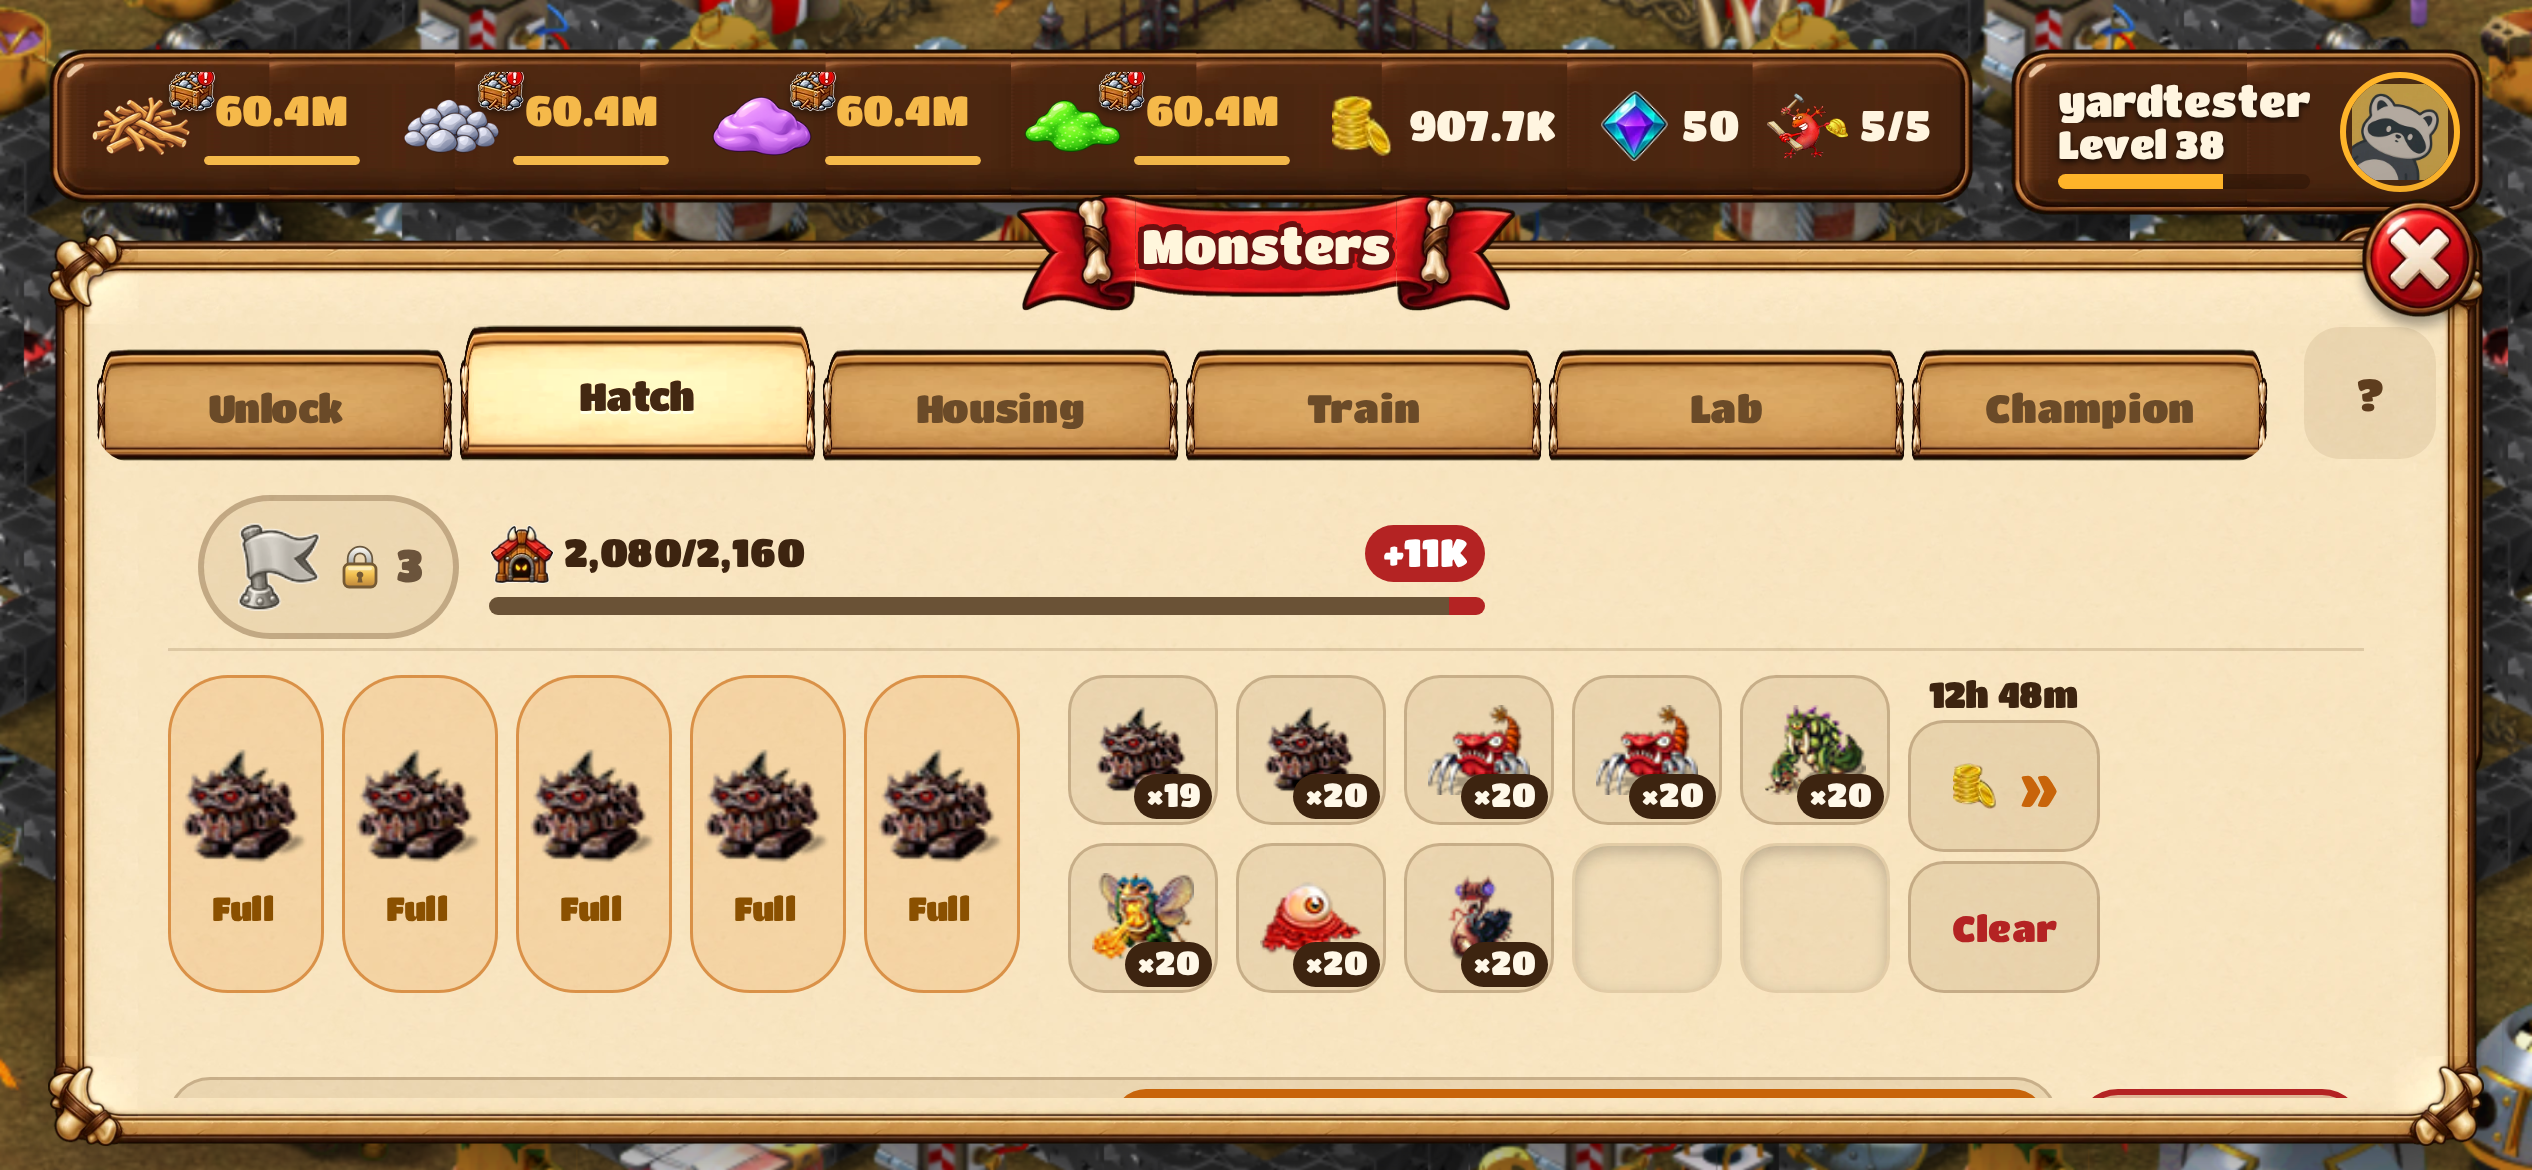 60.4M 60.4M 60.4M 60.4M 907.7K 50 5/5
yardtester
Level 38
Monsters
Unlock Hatch Housing Train Lab Champion ?
3 2,080/2,160 +11K
12h 48m
×19 ×20 ×20 ×20 ×20
Full Full Full Full Full
Clear
×20 ×20 ×20